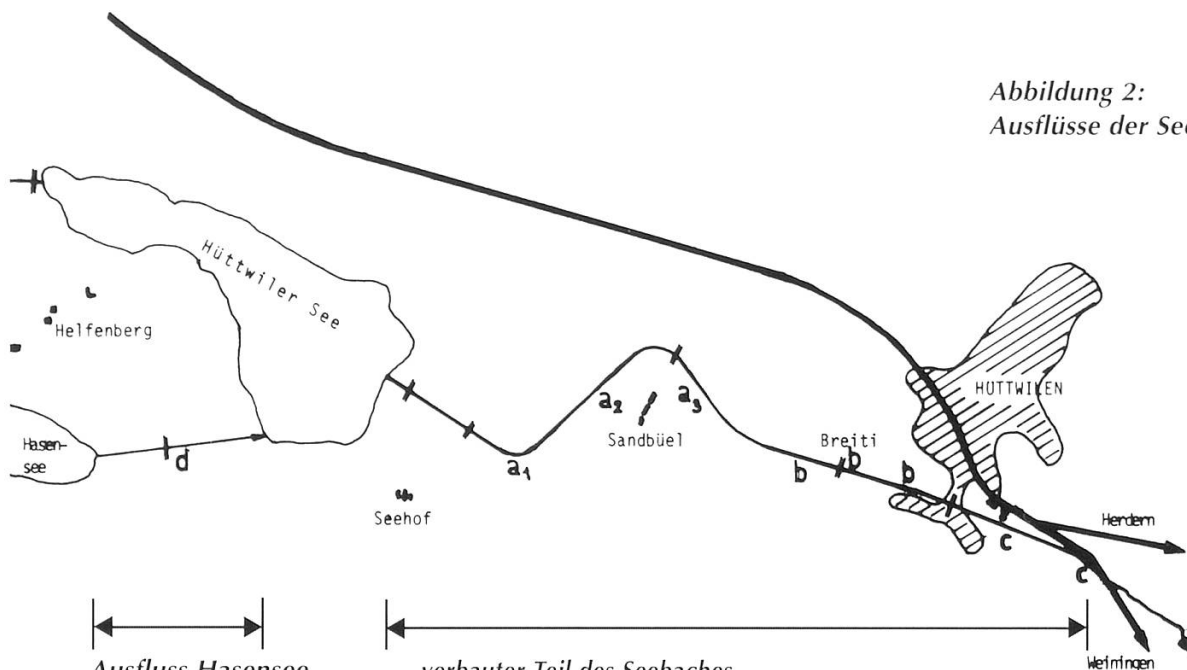 Abbildung 2:
Ausflüsse der See
Hüttwiler See
Helfenberg
HÜTTWILEN
a₂
a₃
Sandbüel
Breiti
Hasen-
see
d
a₁
b
b
b
Seehof
c
Herdern
c
Ausfluss Hasensee
verbauter Teil des Seebaches
Weiningen